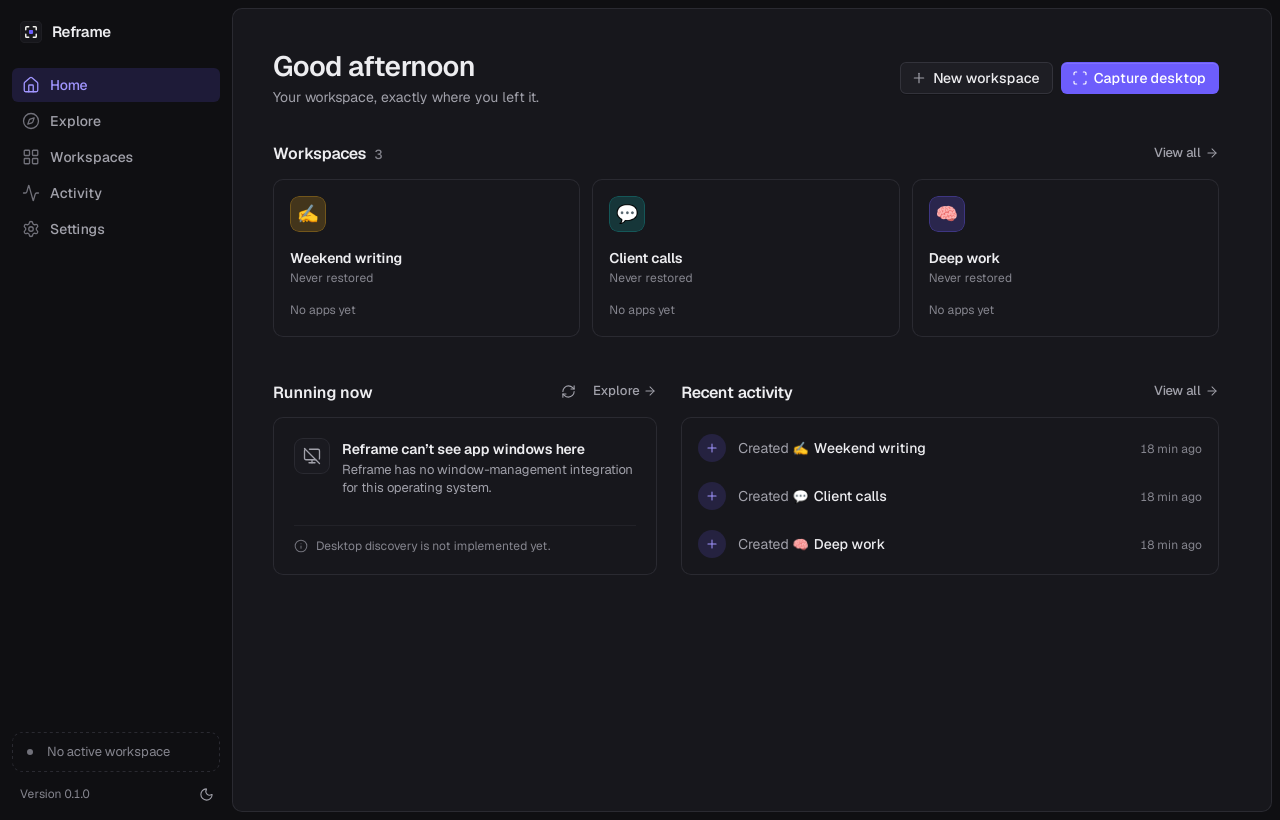 Reframe
Home
Explore
Workspaces
Activity
Settings
No active workspace
Version 0.1.0
Good afternoon
Your workspace, exactly where you left it.
New workspace
Capture desktop
Workspaces 3
View all
Weekend writing
Never restored
No apps yet
Client calls
Never restored
No apps yet
Deep work
Never restored
No apps yet
Running now
Explore
Reframe can’t see app windows here
Reframe has no window-management integration
for this operating system.
Desktop discovery is not implemented yet.
Recent activity
View all
Created ✍️ Weekend writing 18 min ago
Created 💬 Client calls 18 min ago
Created 🧠 Deep work 18 min ago